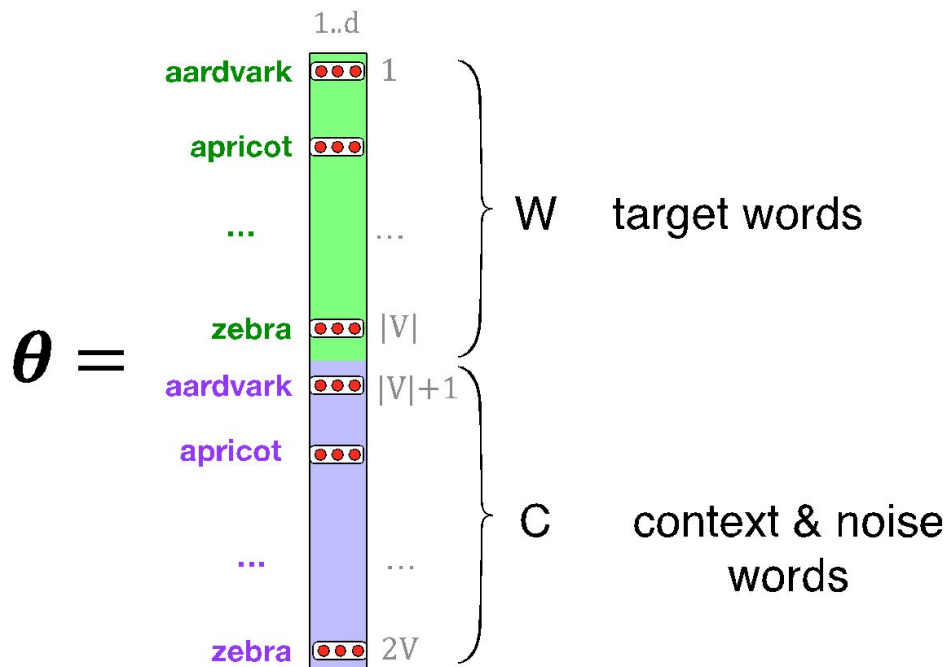 1..d
aardvark 1
apricot
... ...
zebra |V|
W target words
θ =
aardvark |V|+1
apricot
... ...
zebra 2V
C context & noise
words